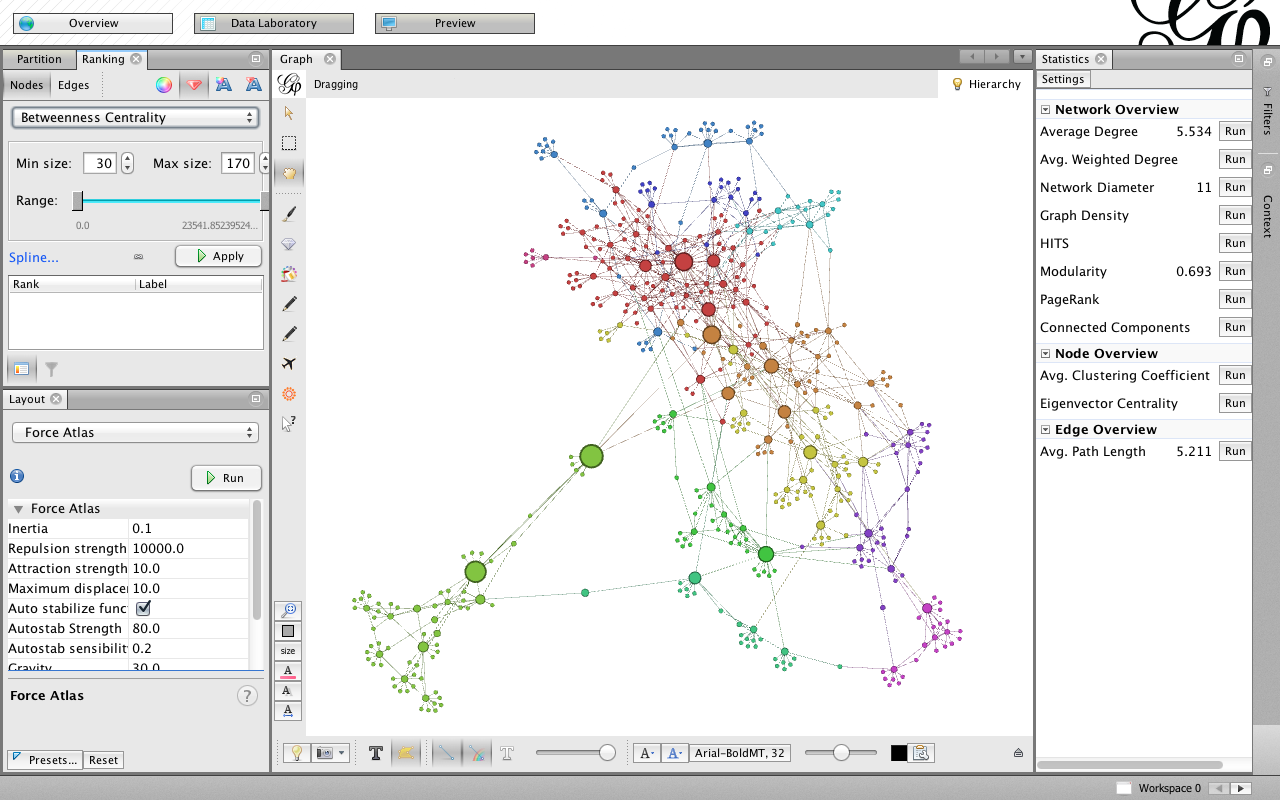 Overview
Data Laboratory
Preview
Partition
Ranking
Nodes
Edges
Betweenness Centrality
Min size: 30
Max size: 170
Range:
0.0
23541.85239524...
Spline...
Apply
Rank
Label
Layout
Force Atlas
Run
Force Atlas
Inertia 0.1
Repulsion strength 10000.0
Attraction strength 10.0
Maximum displacer 10.0
Auto stabilize func
Autostab Strength 80.0
Autostab sensibilit 0.2
Gravity 30.0
Force Atlas
?
Presets...
Reset
Graph
Dragging
Hierarchy
size
A
A
A
T
T
A
A
Arial-BoldMT, 32
Statistics
Settings
Network Overview
Average Degree 5.534 Run
Avg. Weighted Degree Run
Network Diameter 11 Run
Graph Density Run
HITS Run
Modularity 0.693 Run
PageRank Run
Connected Components Run
Node Overview
Avg. Clustering Coefficient Run
Eigenvector Centrality Run
Edge Overview
Avg. Path Length 5.211 Run
Filters
Context
Workspace 0